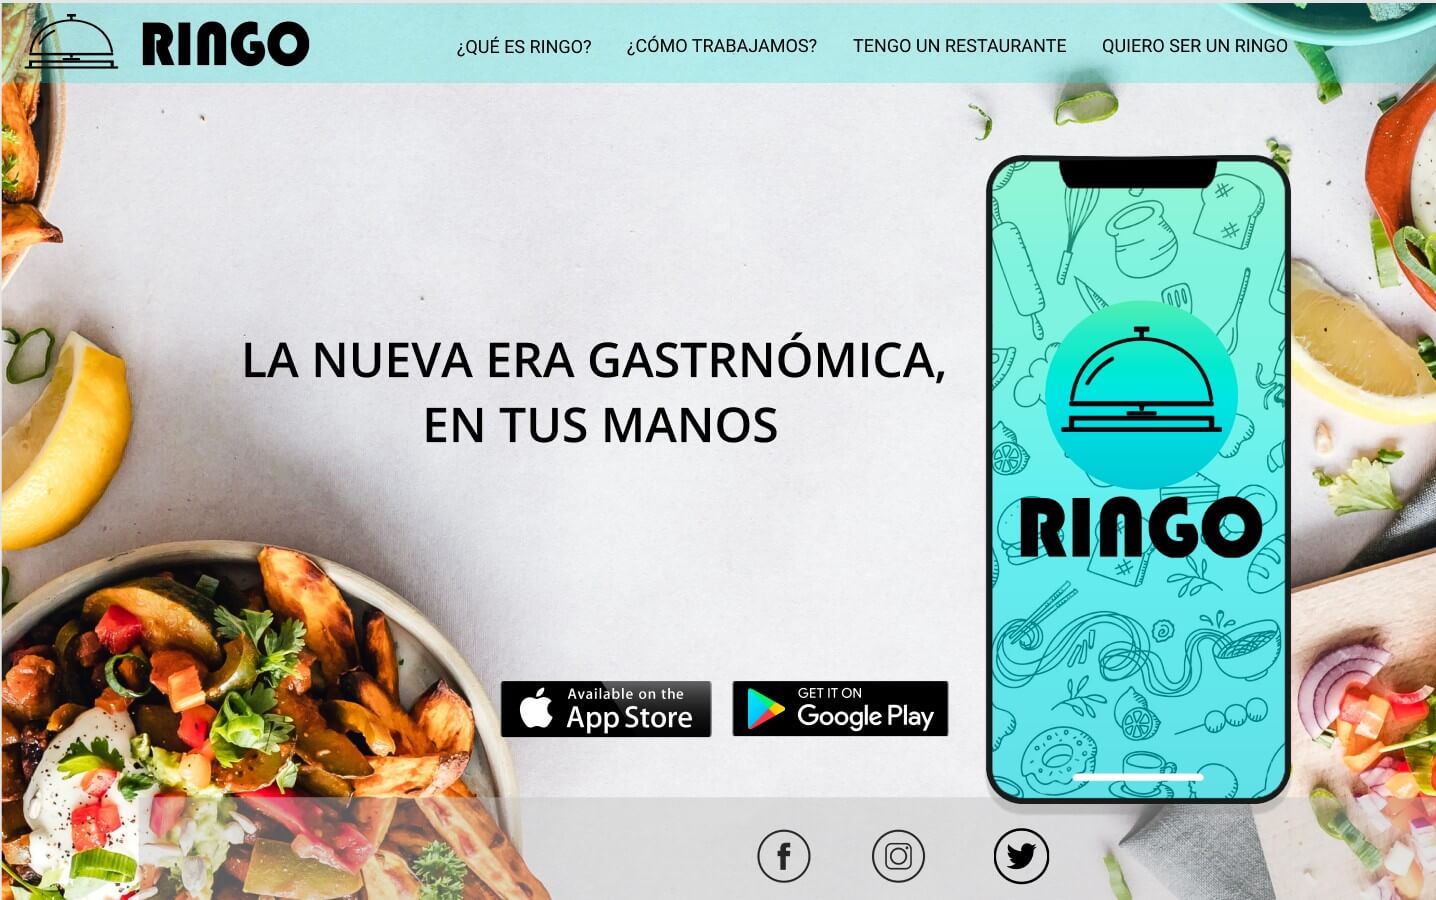 RINGO
¿QUÉ ES RINGO?
¿CÓMO TRABAJAMOS?
TENGO UN RESTAURANTE
QUIERO SER UN RINGO
LA NUEVA ERA GASTRNÓMICA,
EN TUS MANOS
RINGO
Available on the
App Store
GET IT ON
Google Play